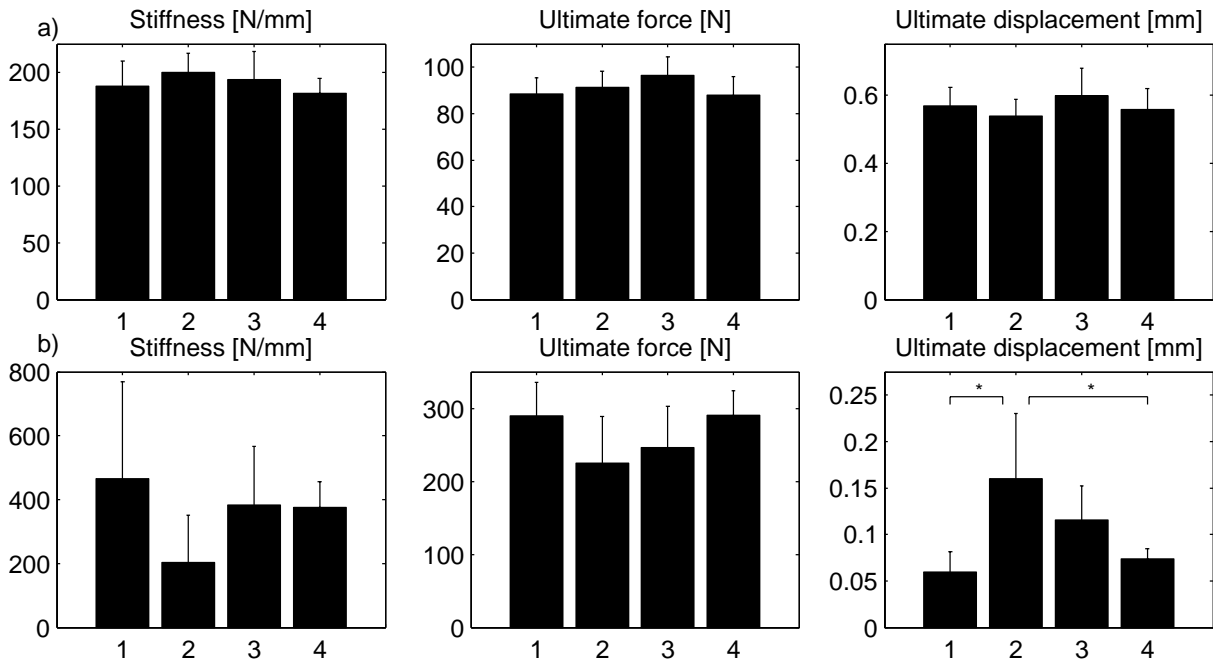 a)
Stiffness [N/mm]
200
150
100
50
0
1 2 3 4
Ultimate force [N]
100
80
60
40
20
0
1 2 3 4
Ultimate displacement [mm]
0.6
0.4
0.2
0
1 2 3 4
b)
Stiffness [N/mm]
800
600
400
200
0
1 2 3 4
Ultimate force [N]
300
200
100
0
1 2 3 4
Ultimate displacement [mm]
0.25
0.2
0.15
0.1
0.05
0
* *
1 2 3 4